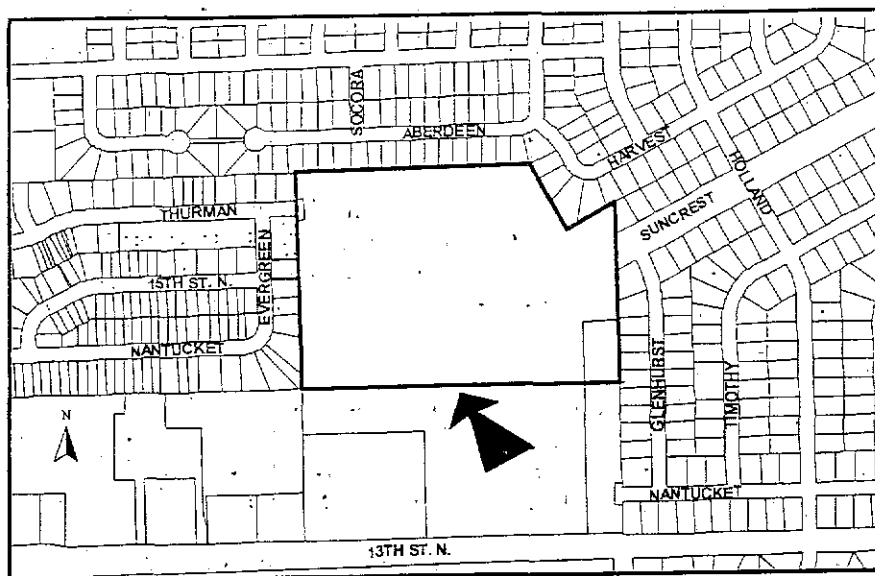 SOCORA
ABERDEEN
HARVEST
HOLLAND
SUNCREST
THURMAN
EVERGREEN
15TH ST. N.
NANTUCKET
GLENHURST
TIMOTHY
N
NANTUCKET
13TH ST. N.